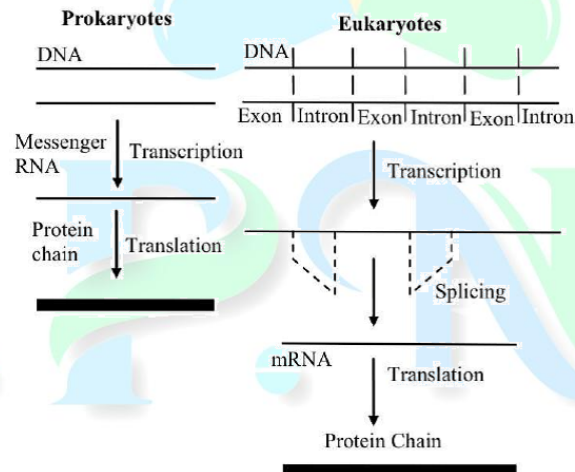 Prokaryotes
DNA
Messenger
RNA
Transcription
Protein
chain
Translation
Eukaryotes
DNA
Exon Intron Exon Intron Exon Intron
Transcription
Splicing
mRNA
Translation
Protein Chain